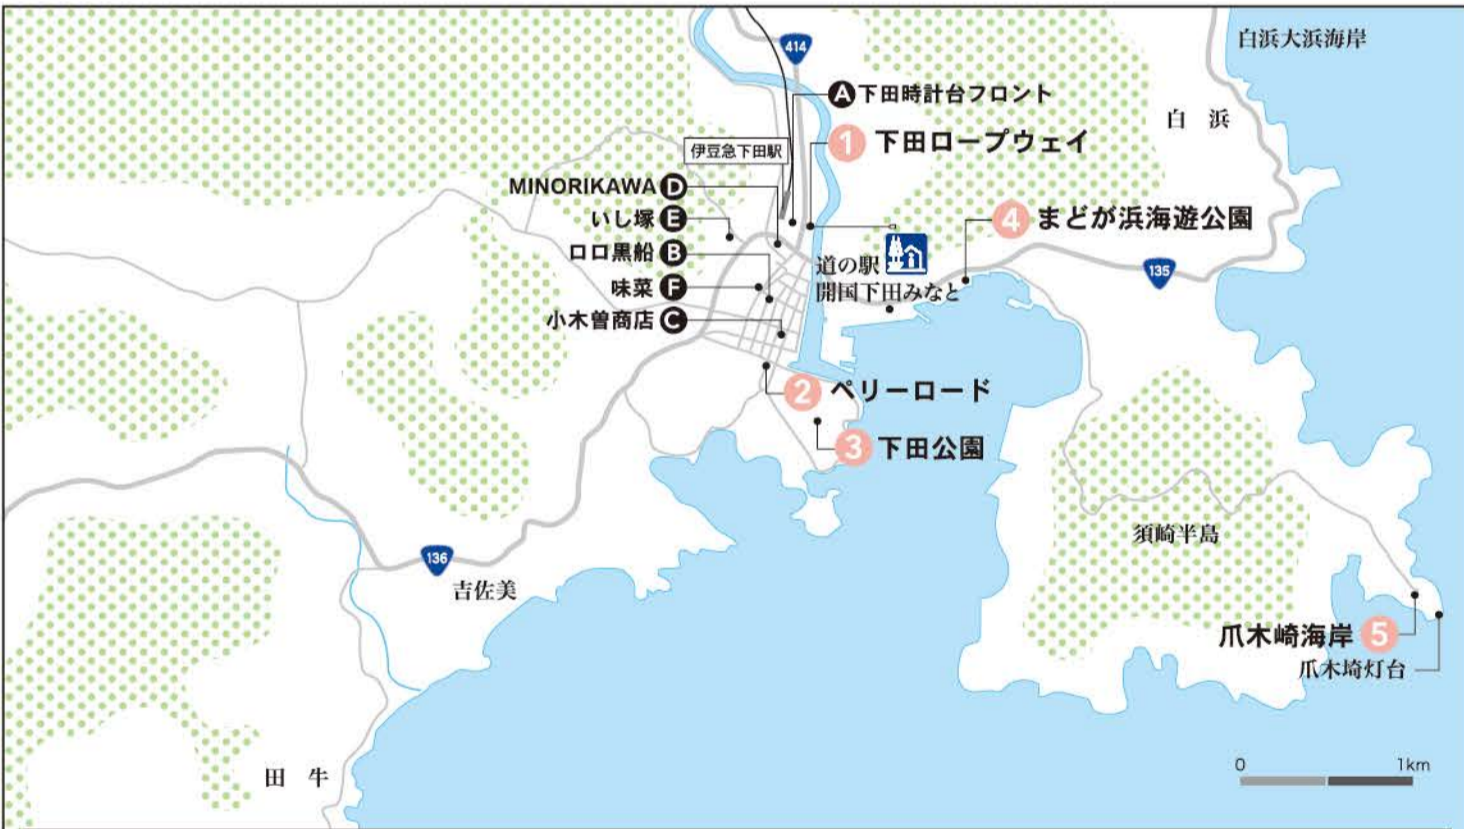 白浜大浜海岸
414
A 下田時計台フロント
白 浜
1 下田ロープウェイ
伊豆急下田駅
MINORIKAWA D
いし塚 E
4 まどが浜海遊公園
ロロ黒船 B
道の駅
開国下田みなと
135
味菜 F
小木曽商店 C
2 ペリーロード
3 下田公園
須崎半島
136
吉佐美
爪木崎海岸 5
爪木埼灯台
田 牛
0 1km